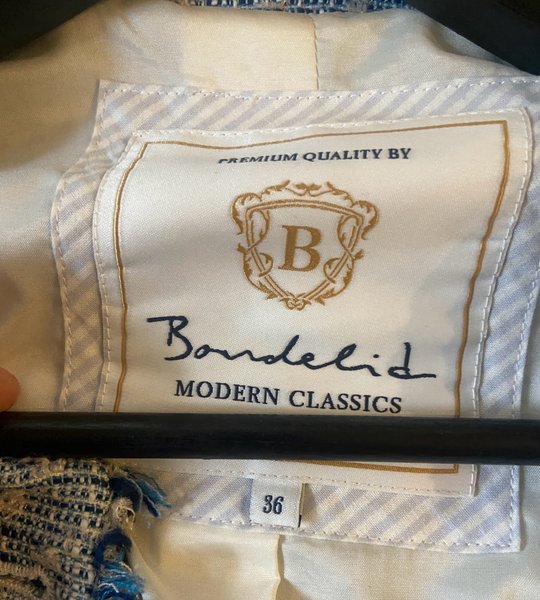 PREMIUM QUALITY BY
B
Bondelid
MODERN CLASSICS
36